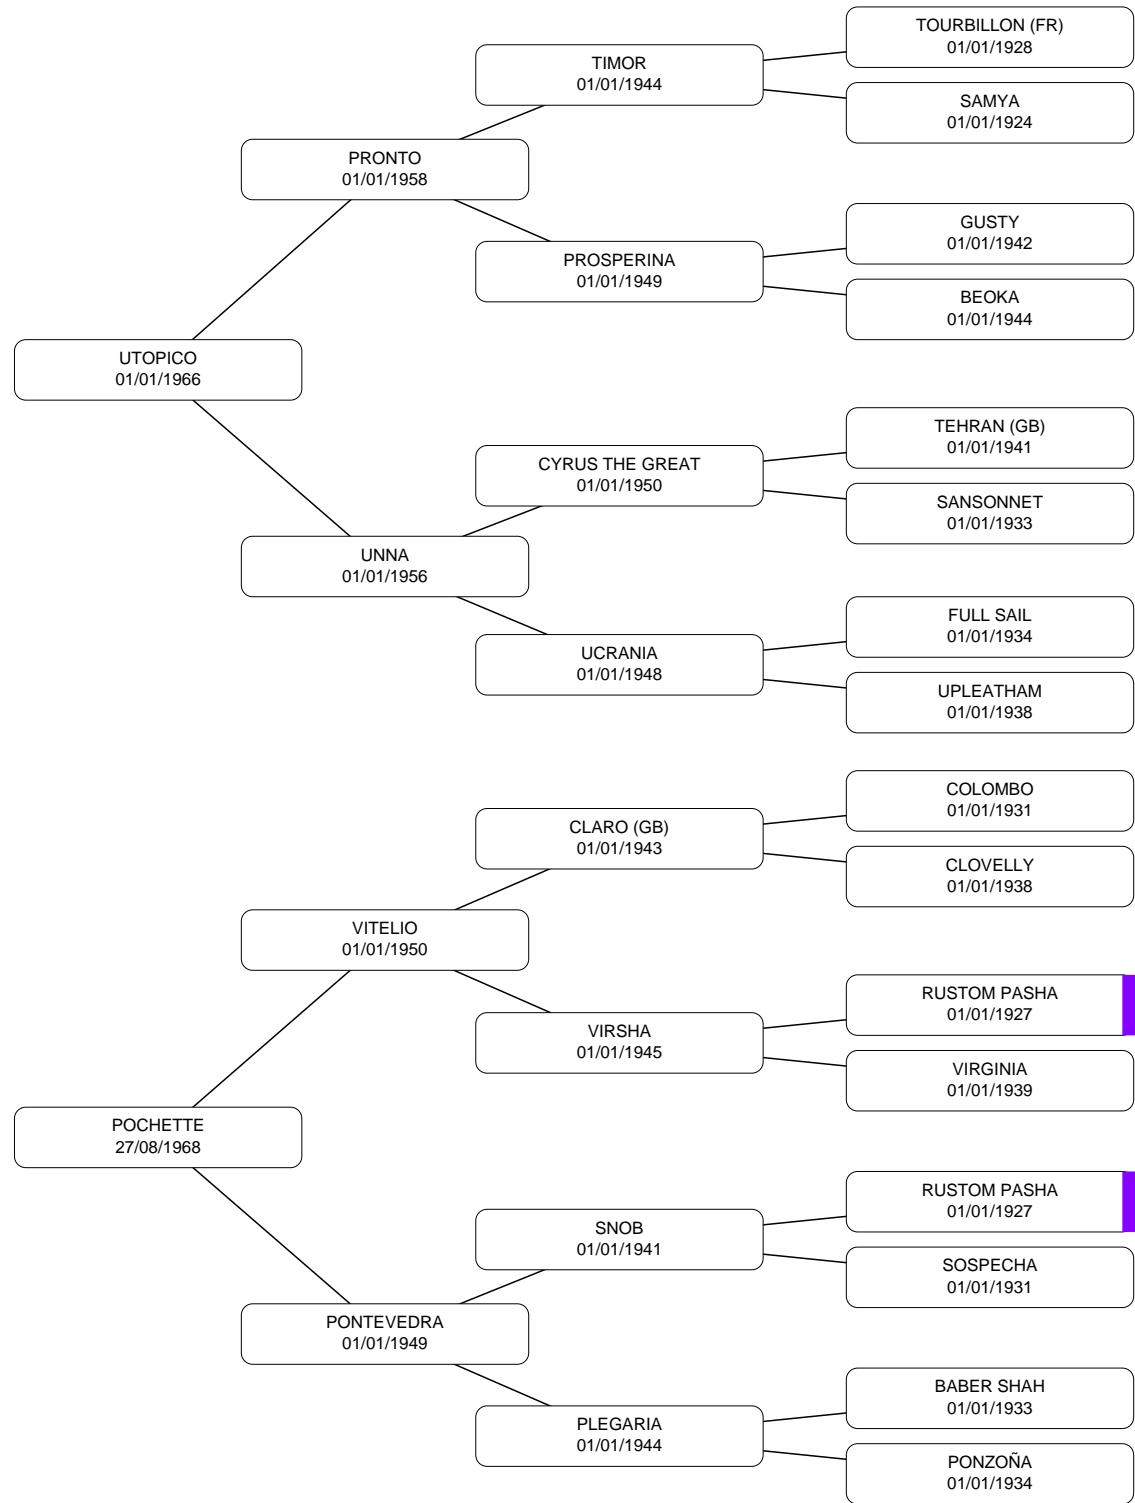 TOURBILLON (FR)
01/01/1928
TIMOR
01/01/1944
SAMYA
01/01/1924
PRONTO
01/01/1958
GUSTY
01/01/1942
PROSPERINA
01/01/1949
BEOKA
01/01/1944
UTOPICO
01/01/1966
TEHRAN (GB)
01/01/1941
CYRUS THE GREAT
01/01/1950
SANSONNET
01/01/1933
UNNA
01/01/1956
FULL SAIL
01/01/1934
UCRANIA
01/01/1948
UPLEATHAM
01/01/1938
COLOMBO
01/01/1931
CLARO (GB)
01/01/1943
CLOVELLY
01/01/1938
VITELIO
01/01/1950
RUSTOM PASHA
01/01/1927
VIRSHA
01/01/1945
VIRGINIA
01/01/1939
POCHETTE
27/08/1968
RUSTOM PASHA
01/01/1927
SNOB
01/01/1941
SOSPECHA
01/01/1931
PONTEVEDRA
01/01/1949
BABER SHAH
01/01/1933
PLEGARIA
01/01/1944
PONZOÑA
01/01/1934